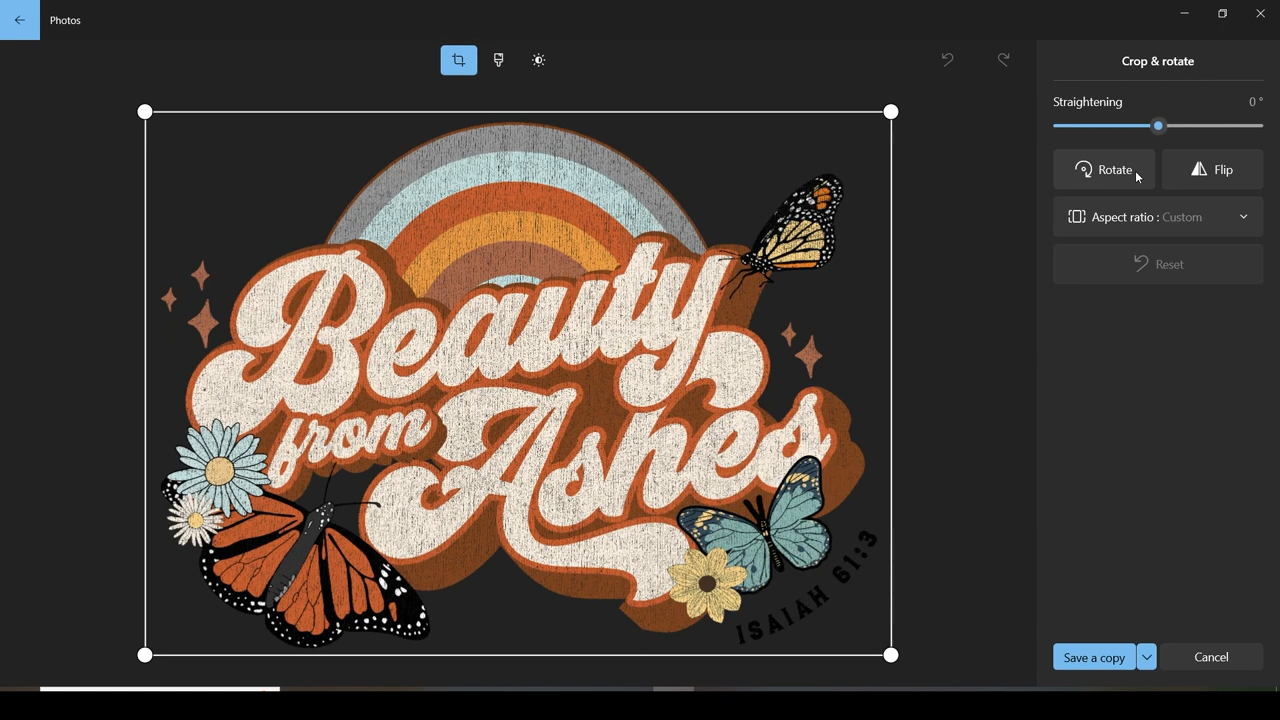 Photos
Crop & rotate
Straightening 0 °
Rotate Flip
Aspect ratio : Custom
Reset
Beauty
from Ashes
ISAIAH 61:3
Save a copy Cancel